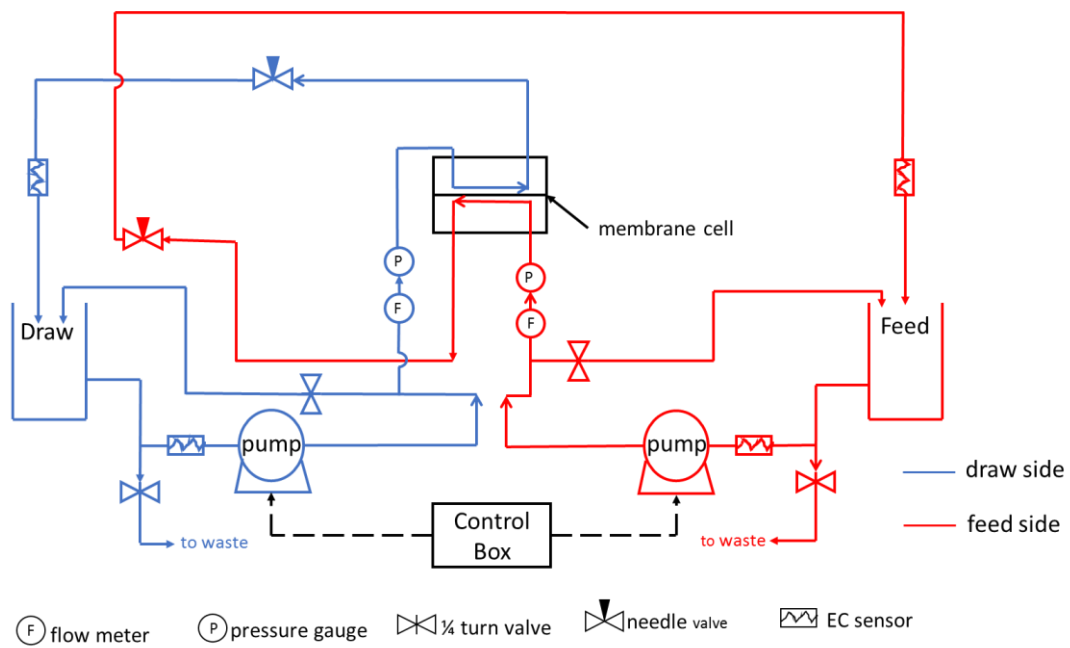 membrane cell
P
P
F
F
Draw
Feed
pump
pump
draw side
Control
Box
feed side
to waste
to waste
F flow meter
P pressure gauge
¼ turn valve
needle valve
EC sensor